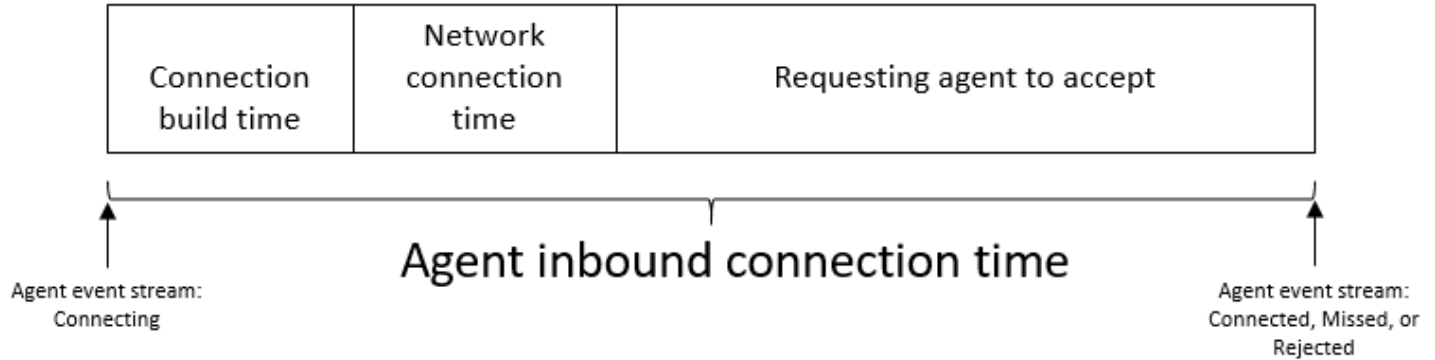 Connection
build time
Network
connection
time
Requesting agent to accept
Agent inbound connection time
Agent event stream:
Connecting
Agent event stream:
Connected, Missed, or
Rejected